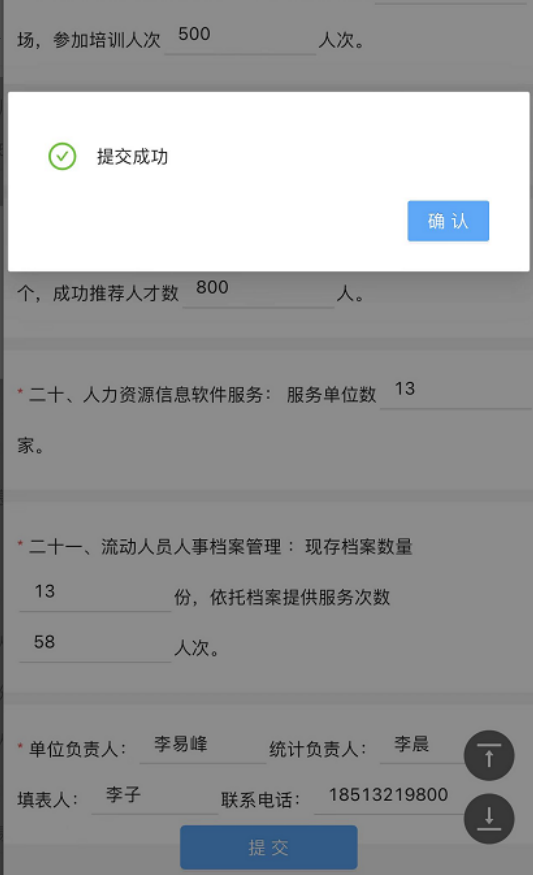 场，参加培训人次 500 人次。
提交成功
确 认
个，成功推荐人才数 800 人。
* 二十、人力资源信息软件服务： 服务单位数 13
家。
* 二十一、流动人员人事档案管理 ： 现存档案数量
13 份，依托档案提供服务次数
58 人次。
* 单位负责人： 李易峰 统计负责人： 李晨
填表人： 李子 联系电话： 18513219800
提 交